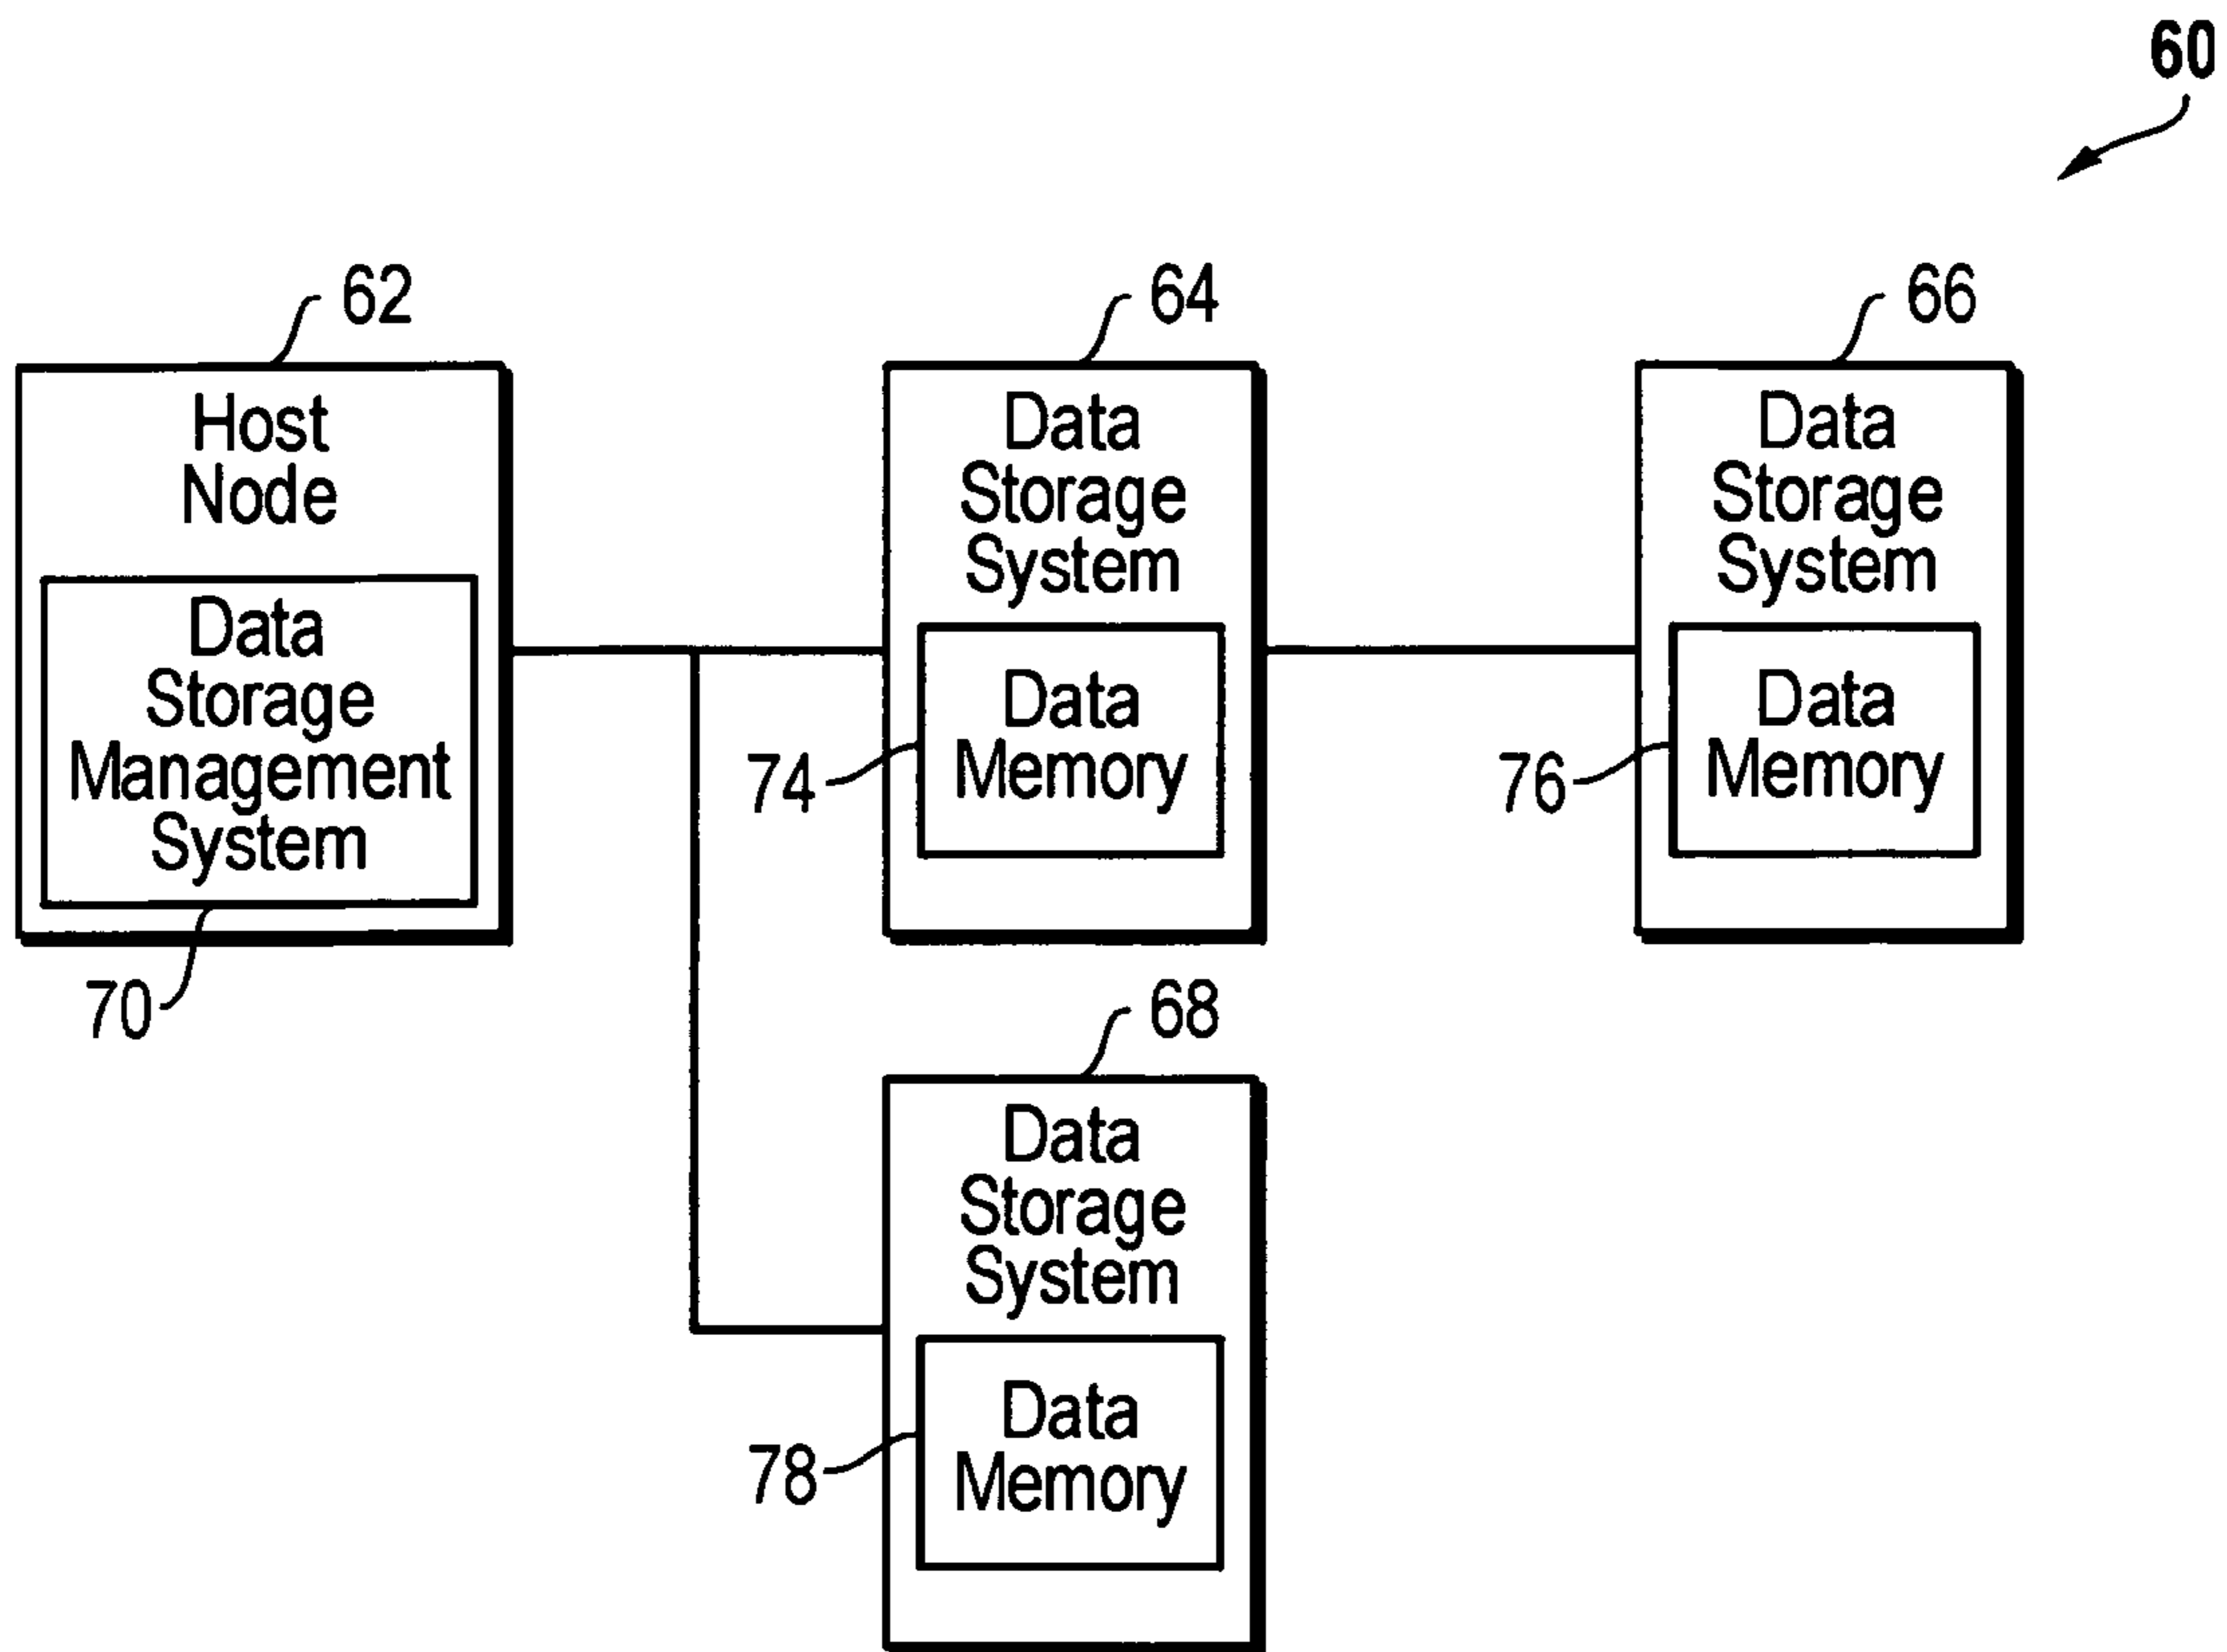 60
62
64
66
Host
Node
Data
Storage
Management
System
70
Data
Storage
System
Data
Memory
74
Data
Storage
System
Data
Memory
76
68
Data
Storage
System
Data
Memory
78